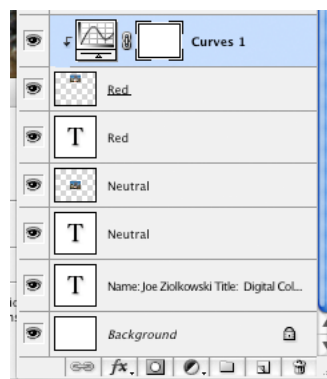 Curves 1
Red
T Red
Neutral
T Neutral
T Name: Joe Ziolkowski Title: Digital Col...
Background
fx.